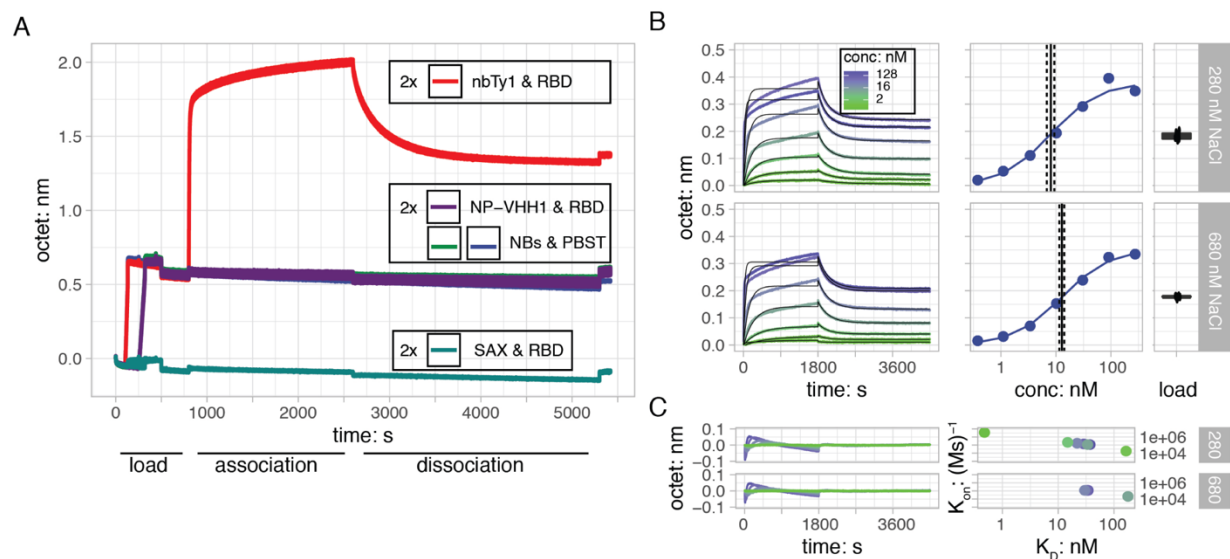 A
octet: nm
2.0
1.5
1.0
0.5
0.0
2x nbTy1 & RBD
2x NP-VHH1 & RBD
NBs & PBST
2x SAX & RBD
0 1000 2000 3000 4000 5000
time: s
load association dissociation
B
octet: nm
0.5
0.4
0.3
0.2
0.1
0.0
conc: nM
128
16
2
280 nM NaCl
0.5
0.4
0.3
0.2
0.1
0.0
680 nM NaCl
0 1800 3600
time: s
1 10 100
conc: nM
load
C
octet: nm
0.1
0.0
-0.1
0.1
0.0
-0.1
0 1800 3600
time: s
Kon: (Ms)−1
1e+06
1e+04
280
1e+06
1e+04
680
1 10 100
KD: nM